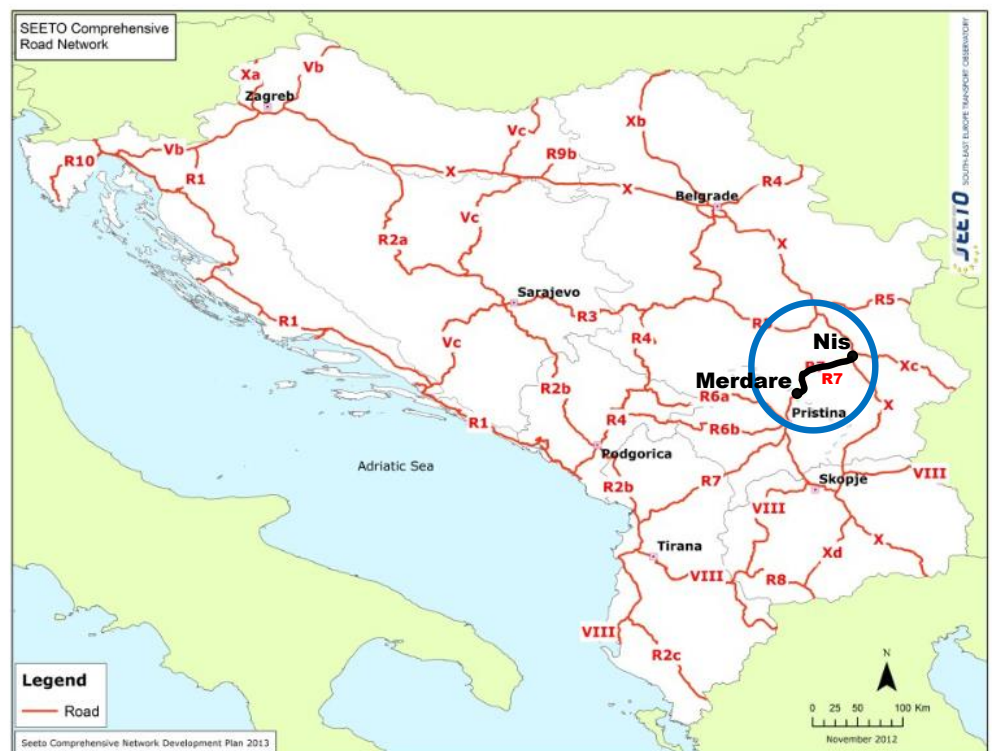 SEETO Comprehensive
Road Network
SEETO SOUTH-EAST EUROPE TRANSPORT OBSERVATORY
Xa
Vb
Zagreb
Vb
R10
R1
Vc
R9b
X
X
Xb
Belgrade
R4
Vc
R2a
X
Sarajevo
R3
R5
R5
R1
Vc
R4
Nis
R7
Xc
Merdare
R2b
R6a
Pristina
X
R1
R4
R6b
Podgorica
Adriatic Sea
R2b
R7
Skopje
VIII
VIII
Tirana
Xd
X
VIII
R8
VIII
R2c
Legend
Road
N
0 25 50 100 Km
November 2012
Seeto Comprehensive Network Development Plan 2013